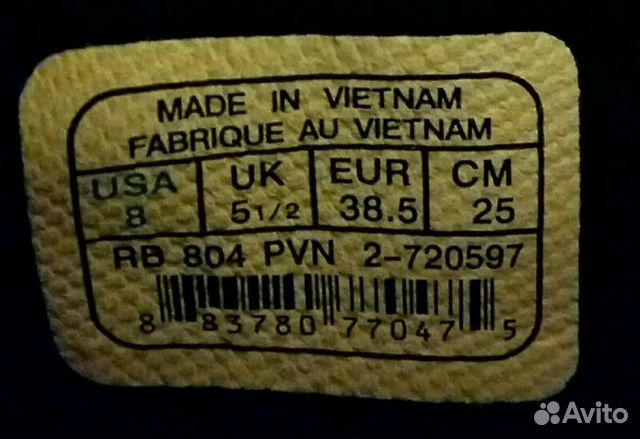 MADE IN VIETNAM
FABRIQUE AU VIETNAM
USA UK EUR CM
8 5 1/2 38.5 25
RB 804 PVN 2-720597
8 83780 77047 5
Avito